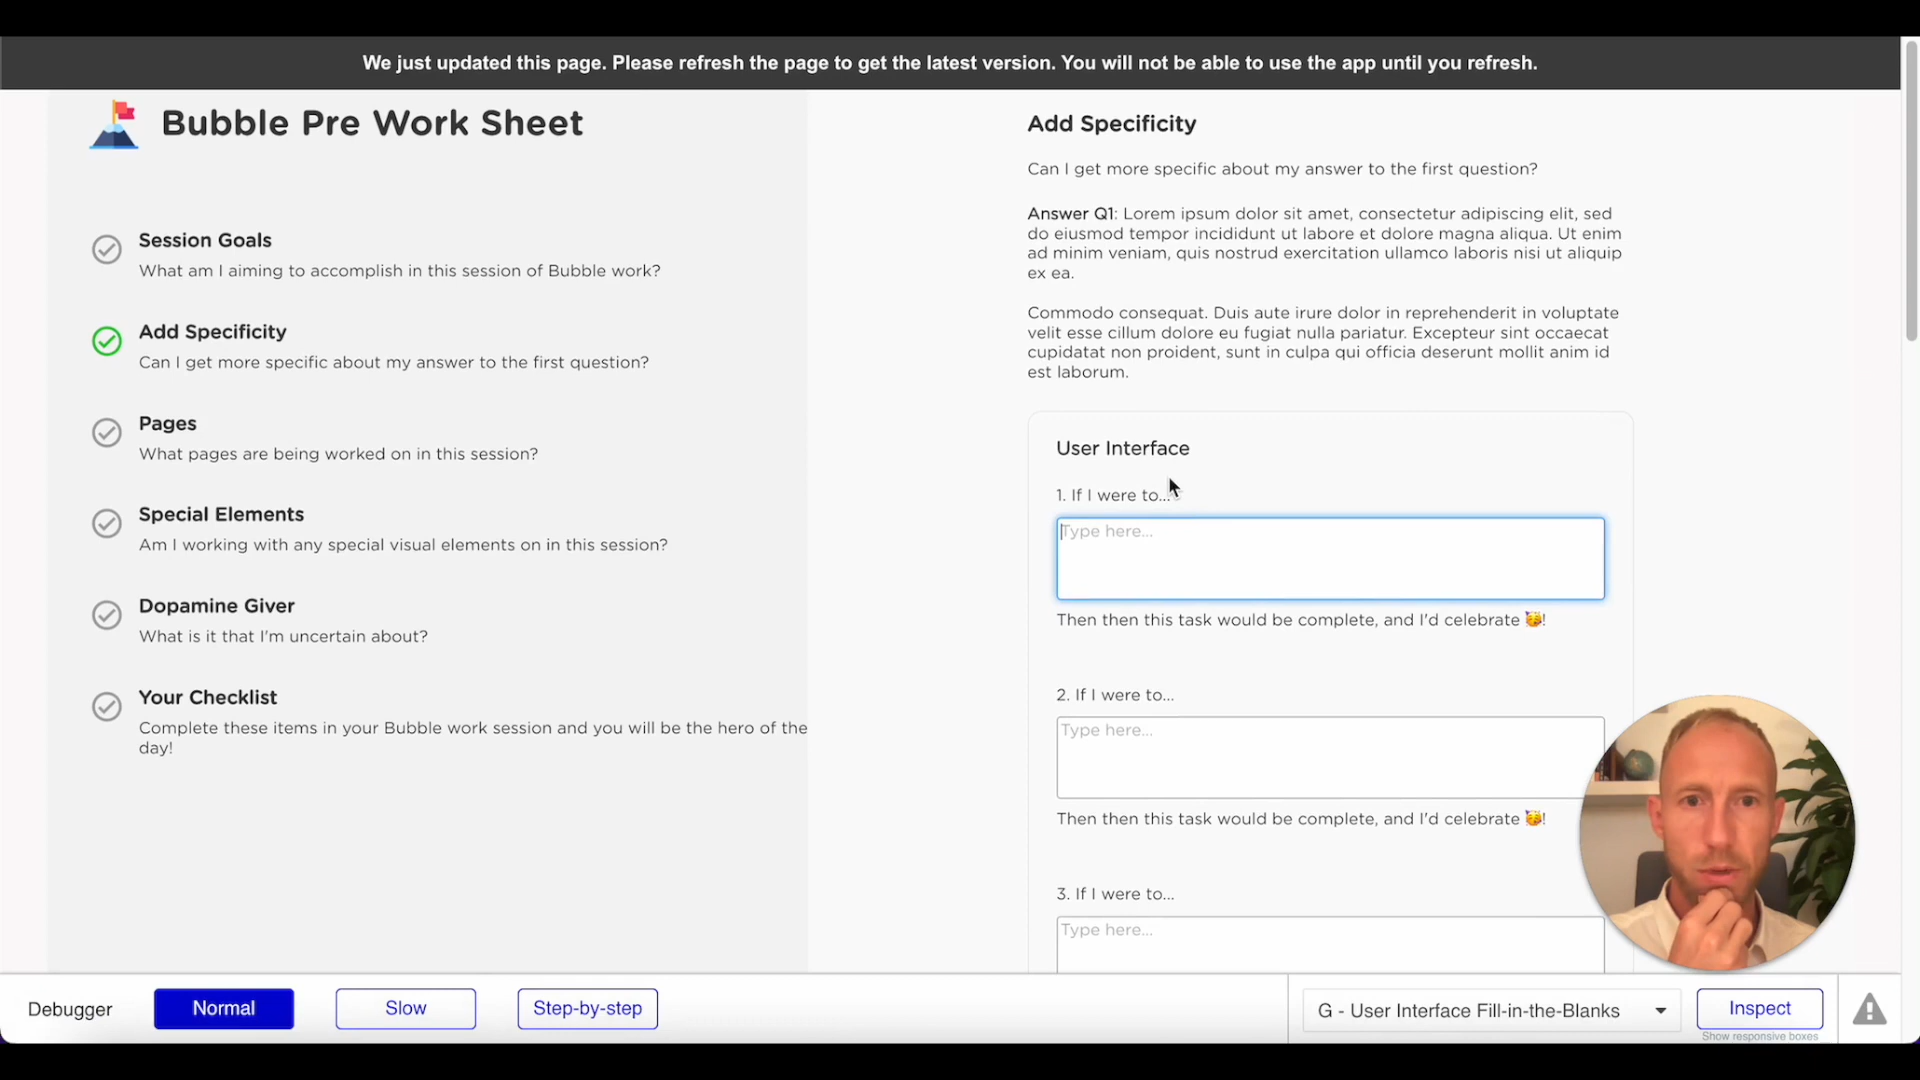 We just updated this page. Please refresh the page to get the latest version. You will not be able to use the app until you refresh.
Bubble Pre Work Sheet
Session Goals
What am I aiming to accomplish in this session of Bubble work?
Add Specificity
Can I get more specific about my answer to the first question?
Pages
What pages are being worked on in this session?
Special Elements
Am I working with any special visual elements on in this session?
Dopamine Giver
What is it that I'm uncertain about?
Your Checklist
Complete these items in your Bubble work session and you will be the hero of the
day!
Add Specificity
Can I get more specific about my answer to the first question?
Answer Q1: Lorem ipsum dolor sit amet, consectetur adipiscing elit, sed
do eiusmod tempor incididunt ut labore et dolore magna aliqua. Ut enim
ad minim veniam, quis nostrud exercitation ullamco laboris nisi ut aliquip
ex ea.
Commodo consequat. Duis aute irure dolor in reprehenderit in voluptate
velit esse cillum dolore eu fugiat nulla pariatur. Excepteur sint occaecat
cupidatat non proident, sunt in culpa qui officia deserunt mollit anim id
est laborum.
User Interface
1. If I were to...
Type here...
Then then this task would be complete, and I'd celebrate 🥳!
2. If I were to...
Type here...
Then then this task would be complete, and I'd celebrate 🥳!
3. If I were to...
Type here...
Debugger
Normal
Slow
Step-by-step
G - User Interface Fill-in-the-Blanks
Inspect
Show responsive boxes